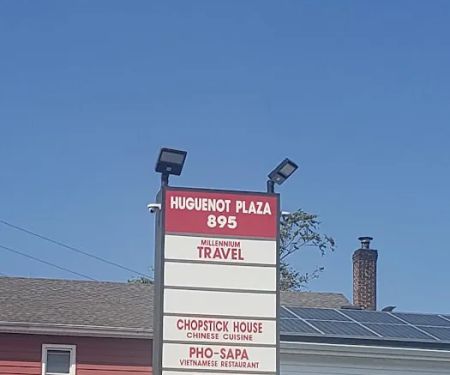 HUGUENOT PLAZA
895
MILLENNIUM
TRAVEL
CHOPSTICK HOUSE
CHINESE CUISINE
PHO-SAPA
VIETNAMESE RESTAURANT